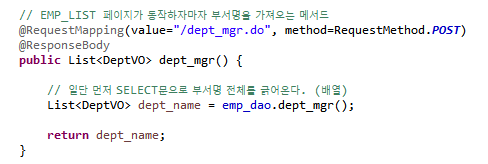 // EMP_LIST 페이지가 동작하자마자 부서명을 가져오는 메서드
@RequestMapping(value="/dept_mgr.do", method=RequestMethod.POST)
@ResponseBody
public List<DeptVO> dept_mgr() {
// 일단 먼저 SELECT문으로 부서명 전체를 긁어온다. (배열)
List<DeptVO> dept_name = emp_dao.dept_mgr();
return dept_name;
}